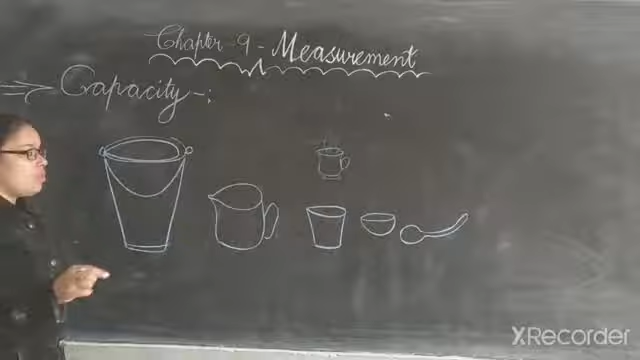 Chapter 9 - Measurement
⇒ Capacity -:
XRecorder